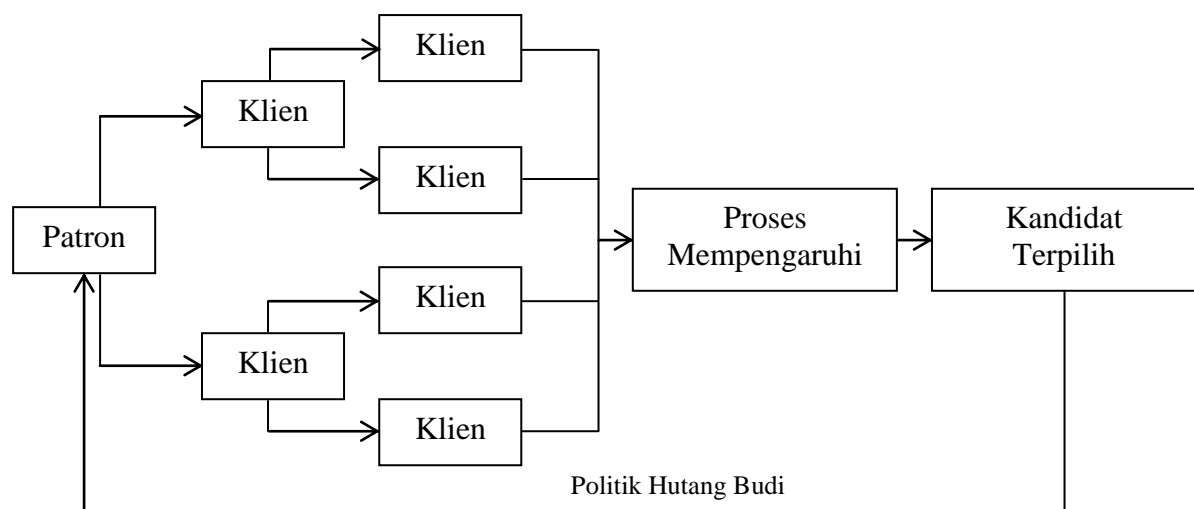 Klien
Klien
Klien
Patron
Proses
Mempengaruhi
Kandidat
Terpilih
Klien
Klien
Klien
Politik Hutang Budi